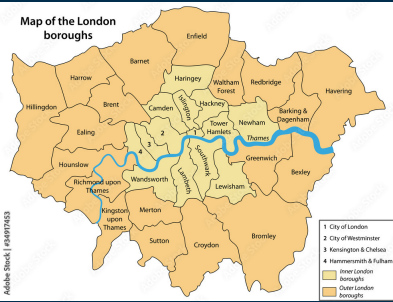 Map of the London
boroughs
Enfield
Barnet
Haringey
Harrow
Waltham
Forest
Redbridge
Havering
Hillingdon
Brent
Camden
Islington
Hackney
Barking &
Dagenham
Ealing
2
1
Tower
Hamlets
Newham
3
4
Thames
Hounslow
Southwark
Greenwich
Bexley
Richmond upon
Thames
Wandsworth
Lambeth
Lewisham
Kingston
upon
Thames
Merton
Sutton
Croydon
Bromley
1 City of London
2 City of Westminster
3 Kensington & Chelsea
4 Hammersmith & Fulham
Inner London
boroughs
Outer London
boroughs
Adobe Stock | #34917453